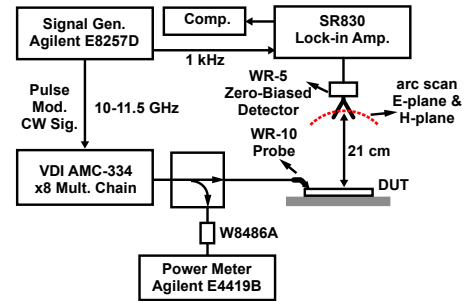 Signal Gen.
Agilent E8257D
Comp.
SR830
Lock-in Amp.
1 kHz
Pulse
Mod.
CW Sig.
10-11.5 GHz
WR-5
Zero-Biased
Detector
arc scan
E-plane &
H-plane
WR-10
Probe
21 cm
VDI AMC-334
x8 Mult. Chain
DUT
W8486A
Power Meter
Agilent E4419B